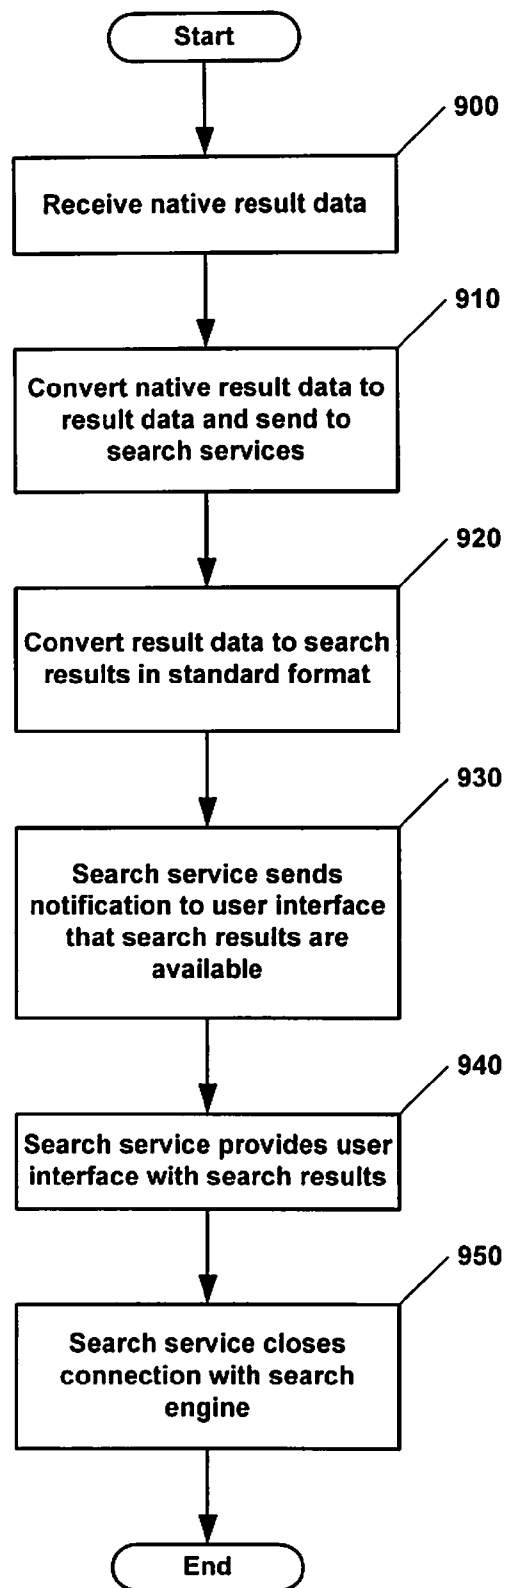 Start
900
Receive native result data
910
Convert native result data to
result data and send to
search services
920
Convert result data to search
results in standard format
930
Search service sends
notification to user interface
that search results are
available
940
Search service provides user
interface with search results
950
Search service closes
connection with search
engine
End